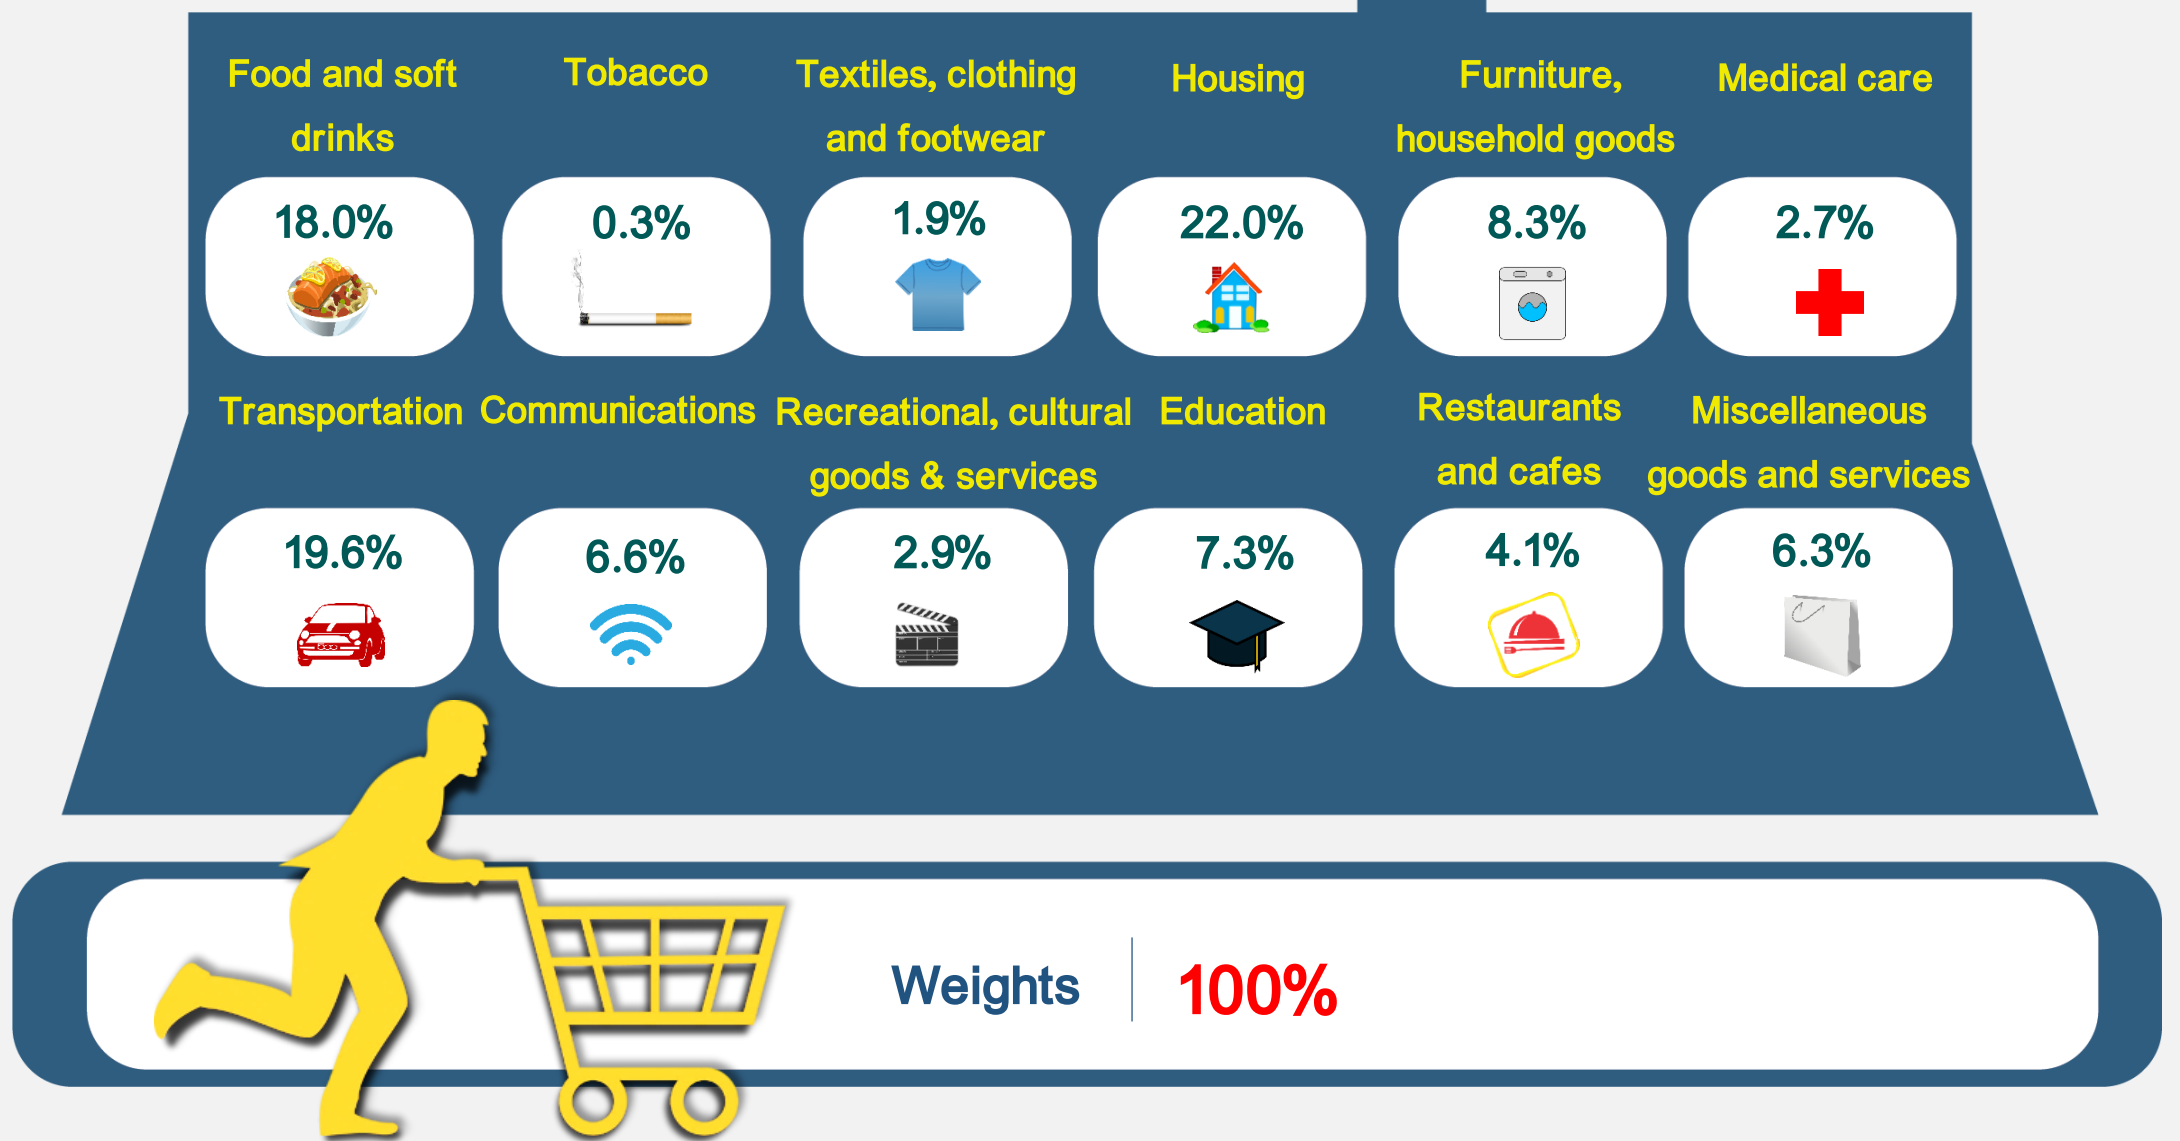 Food and soft
drinks
Tobacco
Textiles, clothing
and footwear
Housing
Furniture,
household goods
Medical care
18.0%
0.3%
1.9%
22.0%
8.3%
2.7%
Transportation
Communications
Recreational, cultural
goods & services
Education
Restaurants
and cafes
Miscellaneous
goods and services
19.6%
6.6%
2.9%
7.3%
4.1%
6.3%
Weights
100%